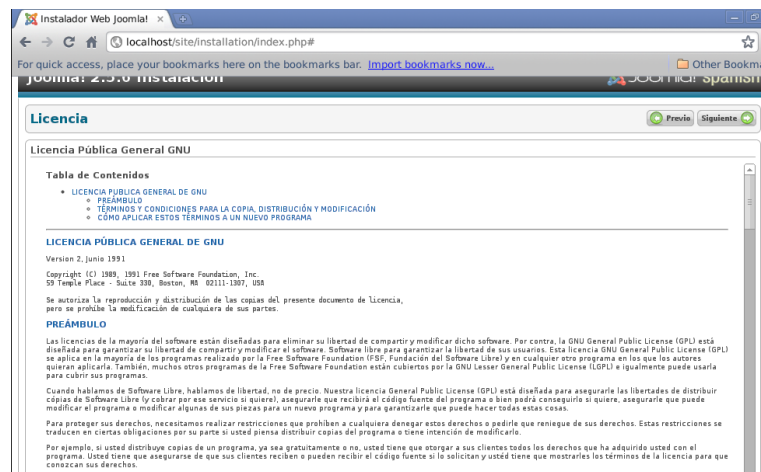 Instalador Web Joomla!
localhost/site/installation/index.php#
For quick access, place your bookmarks here on the bookmarks bar. Import bookmarks now...
Other Bookma
Joomla! 2.5.0 Instalación
Joomla! Spanish
Licencia
Previo
Siguiente
Licencia Pública General GNU
Tabla de Contenidos
LICENCIA PUBLICA GENERAL DE GNU
PREÁMBULO
TÉRMINOS Y CONDICIONES PARA LA COPIA, DISTRIBUCIÓN Y MODIFICACIÓN
CÓMO APLICAR ESTOS TÉRMINOS A UN NUEVO PROGRAMA
LICENCIA PÚBLICA GENERAL DE GNU
Version 2, junio 1991
Copyright (C) 1989, 1991 Free Software Foundation, Inc.
59 Temple Place - Suite 330, Boston, MA 02111-1307, USA
Se autoriza la reproducción y distribución de las copias del presente documento de licencia,
pero se prohíbe la modificación de cualquiera de sus partes.
PREÁMBULO
Las licencias de la mayoría del software están diseñadas para eliminar su libertad de compartir y modificar dicho software. Por contra, la GNU General Public License (GPL) está
diseñada para garantizar su libertad de compartir y modificar el software. Software libre para garantizar la libertad de sus usuarios. Esta licencia GNU General Public License (GPL)
se aplica en la mayoría de los programas realizado por la Free Software Foundation (FSF, Fundación del Software Libre) y en cualquier otro programa en los que los autores
quieran aplicarla. También, muchos otros programas de la Free Software Foundation están cubiertos por la GNU Lesser General Public License (LGPL) e igualmente puede usarla
para cubrir sus programas.
Cuando hablamos de Software Libre, hablamos de libertad, no de precio. Nuestra licencia General Public License (GPL) está diseñada para asegurarle las libertades de distribuir
cópias de Software Libre (y cobrar por ese servicio si quiere), asegurarle que recibirá el código fuente del programa o bien podrá conseguirlo si quiere, asegurarle que puede
modificar el programa o modificar algunas de sus piezas para un nuevo programa y para garantizarle que puede hacer todas estas cosas.
Para proteger sus derechos, necesitamos realizar restricciones que prohíben a cualquiera denegar estos derechos o pedirle que reniegue de sus derechos. Estas restricciones se
traducen en ciertas obligaciones por su parte si usted piensa distribuir copias del programa o tiene intención de modificarlo.
Por ejemplo, si usted distribuye copias de un programa, ya sea gratuitamente o no, usted tiene que otorgar a sus clientes todos los derechos que ha adquirido usted con el
programa. Usted tiene que asegurarse de que sus clientes reciben o pueden recibir el código fuente si lo solicitan y ustéd tiene que mostrarles los términos de la licencia para que
conozcan sus derechos.